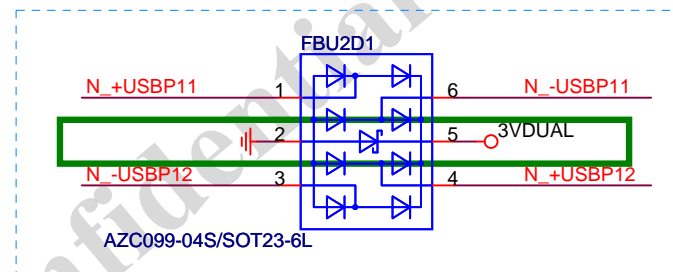 FBU2D1
N_+USBP11 1 6 N_-USBP11
2 5 3VDUAL
N_-USBP12 3 4 N_+USBP12
AZC099-04S/SOT23-6L
nfidential